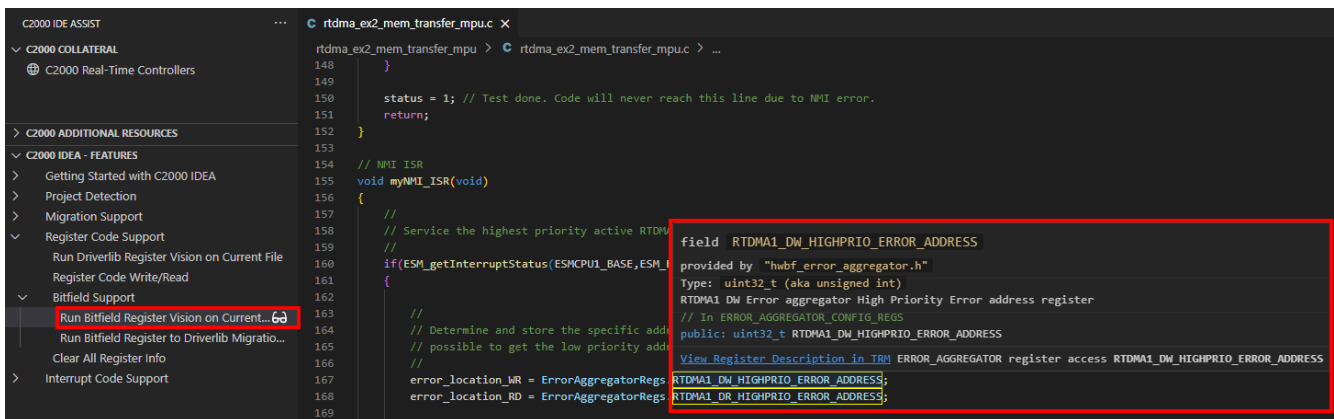 C2000 IDE ASSIST
...
C2000 COLLATERAL
C2000 Real-Time Controllers
C2000 ADDITIONAL RESOURCES
C2000 IDEA - FEATURES
Getting Started with C2000 IDEA
Project Detection
Migration Support
Register Code Support
Run Driverlib Register Vision on Current File
Register Code Write/Read
Bitfield Support
Run Bitfield Register Vision on Current...
Run Bitfield Register to Driverlib Migratio...
Clear All Register Info
Interrupt Code Support
C rtdma_ex2_mem_transfer_mpu.c ×
rtdma_ex2_mem_transfer_mpu > C rtdma_ex2_mem_transfer_mpu.c > ...
148 }
149
150 status = 1; // Test done. Code will never reach this line due to NMI error.
151 return;
152 }
153
154 // NMI ISR
155 void myNMI_ISR(void)
156 {
157 //
158 // Service the highest priority active RTDM
159 //
160 if(ESM_getInterruptStatus(ESMCPU1_BASE,ESM_
161 {
162
163 //
164 // Determine and store the specific add
165 // possible to get the low priority add
166 //
167 error_location_WR = ErrorAggregatorRegs.RTDMA1_DW_HIGHPRIO_ERROR_ADDRESS;
168 error_location_RD = ErrorAggregatorRegs.RTDMA1_DR_HIGHPRIO_ERROR_ADDRESS;
169
field RTDMA1_DW_HIGHPRIO_ERROR_ADDRESS
provided by "hwbf_error_aggregator.h"
Type: uint32_t (aka unsigned int)
RTDMA1 DW Error aggregator High Priority Error address register
// In ERROR_AGGREGATOR_CONFIG_REGS
public: uint32_t RTDMA1_DW_HIGHPRIO_ERROR_ADDRESS
View Register Description in TRM ERROR_AGGREGATOR register access RTDMA1_DW_HIGHPRIO_ERROR_ADDRESS